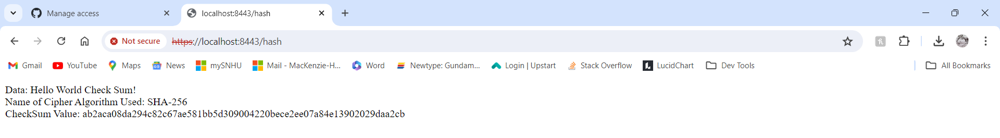 Manage access
localhost:8443/hash
Not secure https://localhost:8443/hash
Gmail YouTube Maps News mySNHU Mail - MacKenzie-H... Word Newtype: Gundam... Login | Upstart Stack Overflow LucidChart Dev Tools All Bookmarks
Data: Hello World Check Sum!
Name of Cipher Algorithm Used: SHA-256
CheckSum Value: ab2aca08da294c82c67ae581bb5d309004220bece2ee07a84e13902029daa2cb